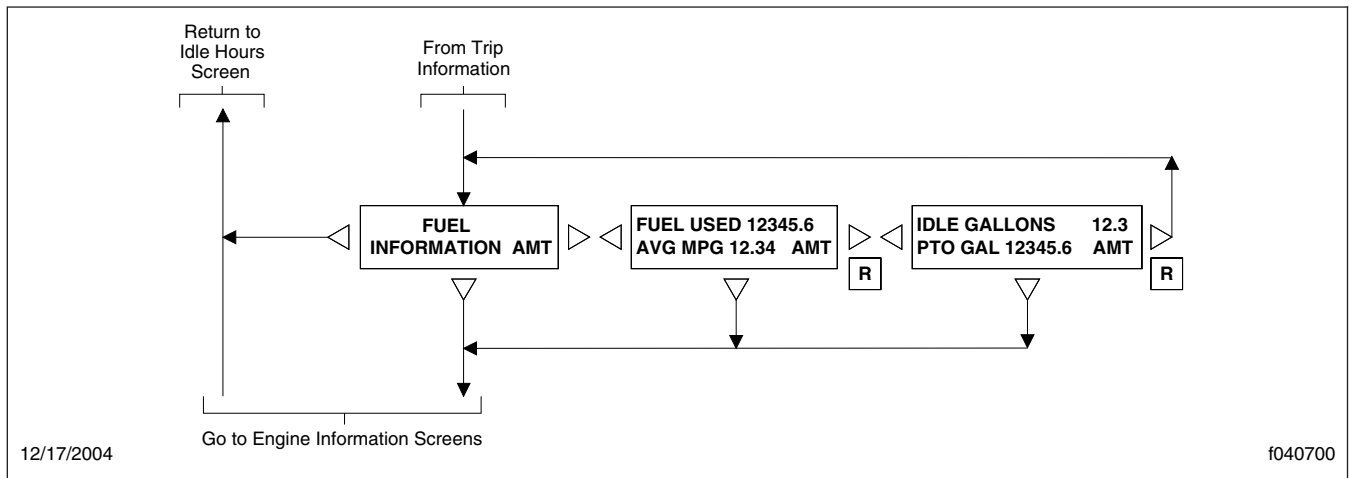 Return to
Idle Hours
Screen
From Trip
Information
FUEL
INFORMATION AMT
FUEL USED 12345.6
AVG MPG 12.34 AMT
R
IDLE GALLONS 12.3
PTO GAL 12345.6 AMT
R
Go to Engine Information Screens
12/17/2004
f040700